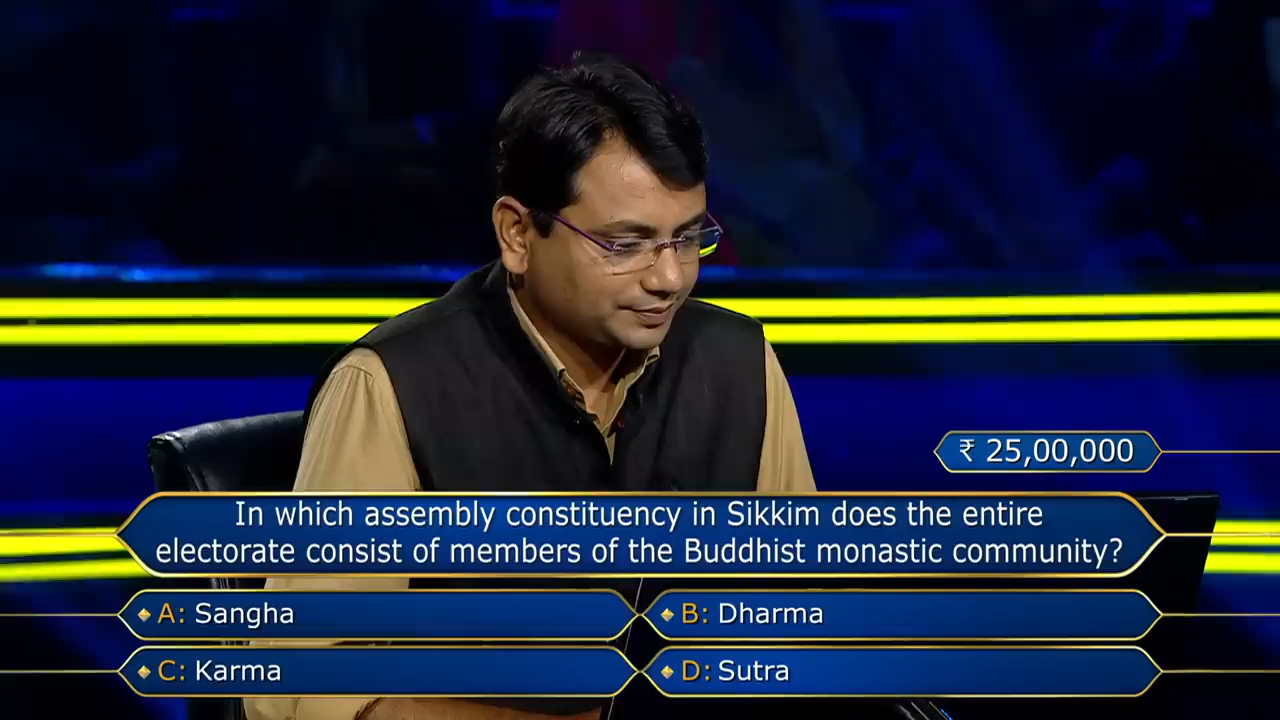 ₹ 25,00,000
In which assembly constituency in Sikkim does the entire
electorate consist of members of the Buddhist monastic community?
A: Sangha
B: Dharma
C: Karma
D: Sutra